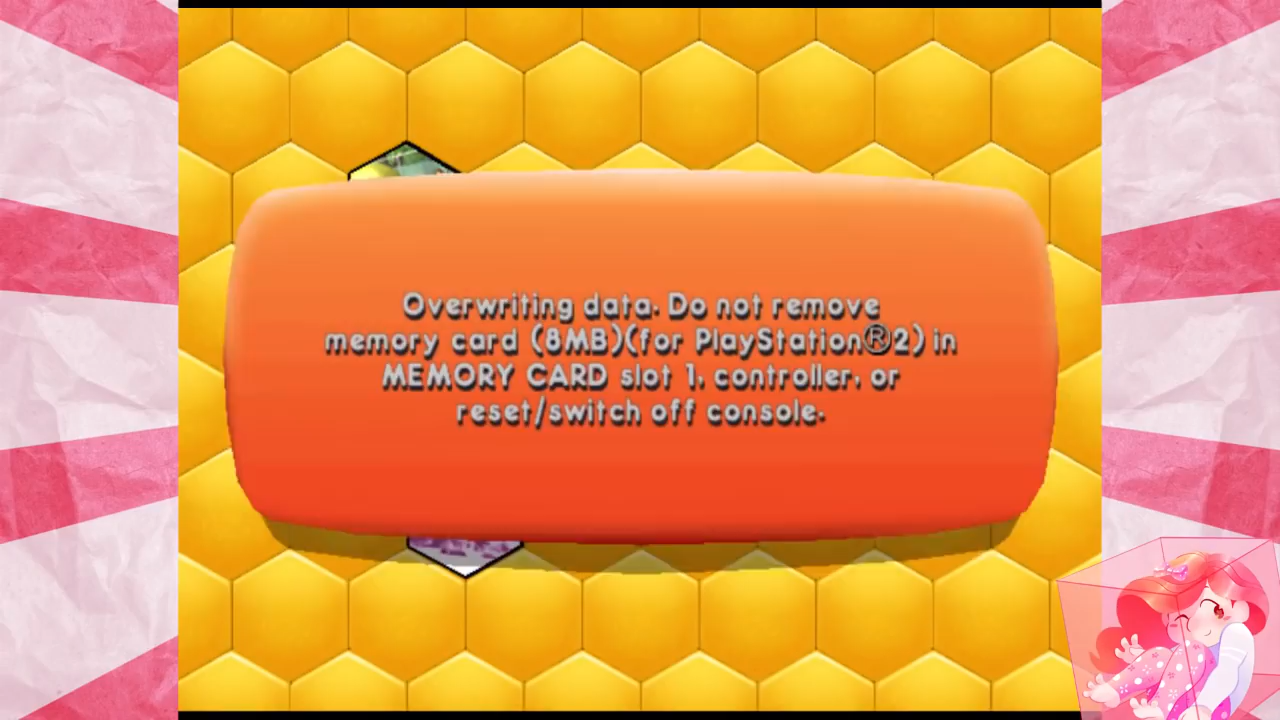 Overwriting data. Do not remove
memory card (8MB)(for PlayStation®2) in
MEMORY CARD slot 1, controller, or
reset/switch off console.